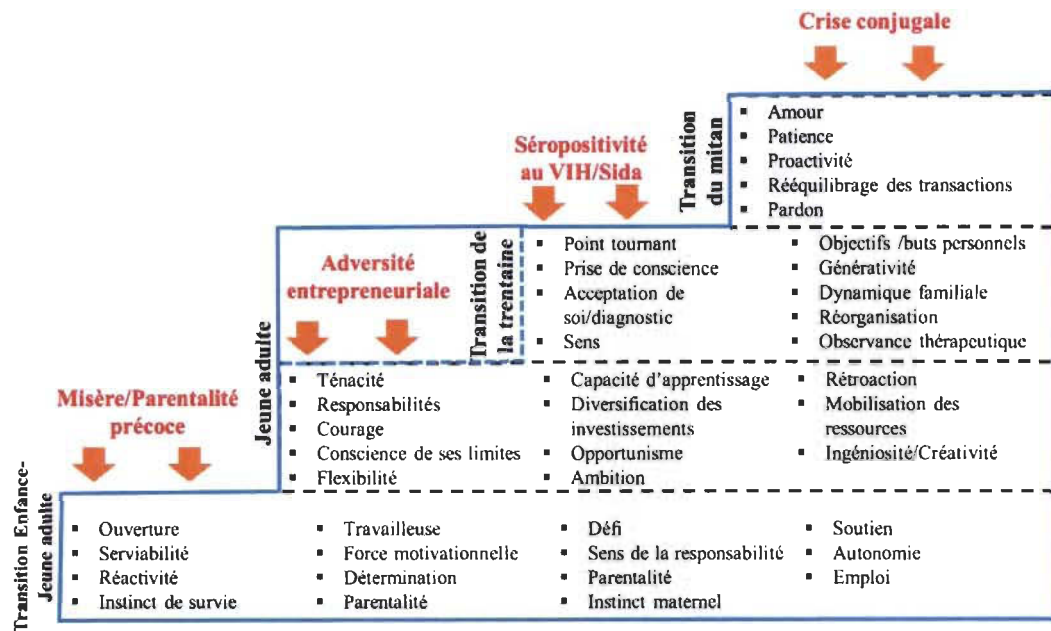 Crise conjugale
Transition
du mitan
▪ Amour
▪ Patience
▪ Proactivité
▪ Rééquilibrage des transactions
▪ Pardon
Séropositivité
au VIH/Sida
Transition de
la trentaine
▪ Point tournant
▪ Prise de conscience
▪ Acceptation de
soi/diagnostic
▪ Sens
▪ Objectifs /buts personnels
▪ Générativité
▪ Dynamique familiale
▪ Réorganisation
▪ Observance thérapeutique
Adversité
entrepreneuriale
Jeune adulte
▪ Ténacité
▪ Responsabilités
▪ Courage
▪ Conscience de ses limites
▪ Flexibilité
▪ Capacité d'apprentissage
▪ Diversification des
investissements
▪ Opportunisme
▪ Ambition
▪ Rétroaction
▪ Mobilisation des
ressources
▪ Ingéniosité/Créativité
Misère/Parentalité
précoce
Transition Enfance-
Jeune adulte
▪ Ouverture
▪ Serviabilité
▪ Réactivité
▪ Instinct de survie
▪ Travailleuse
▪ Force motivationnelle
▪ Détermination
▪ Parentalité
▪ Défi
▪ Sens de la responsabilité
▪ Parentalité
▪ Instinct maternel
▪ Soutien
▪ Autonomie
▪ Emploi